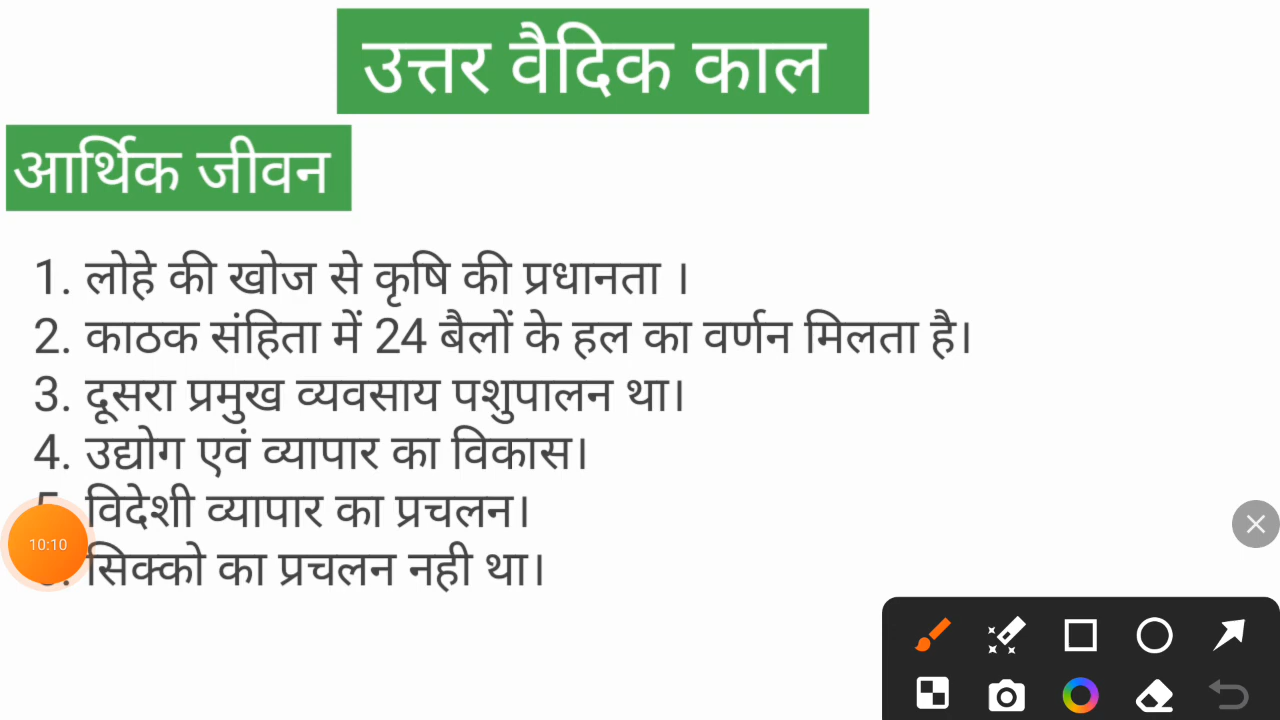 उत्तर वैदिक काल
आर्थिक जीवन
1. लोहे की खोज से कृषि की प्रधानता ।
2. काठक संहिता में 24 बैलों के हल का वर्णन मिलता है।
3. दूसरा प्रमुख व्यवसाय पशुपालन था।
4. उद्योग एवं व्यापार का विकास।
विदेशी व्यापार का प्रचलन।
10:10
सिक्को का प्रचलन नही था।